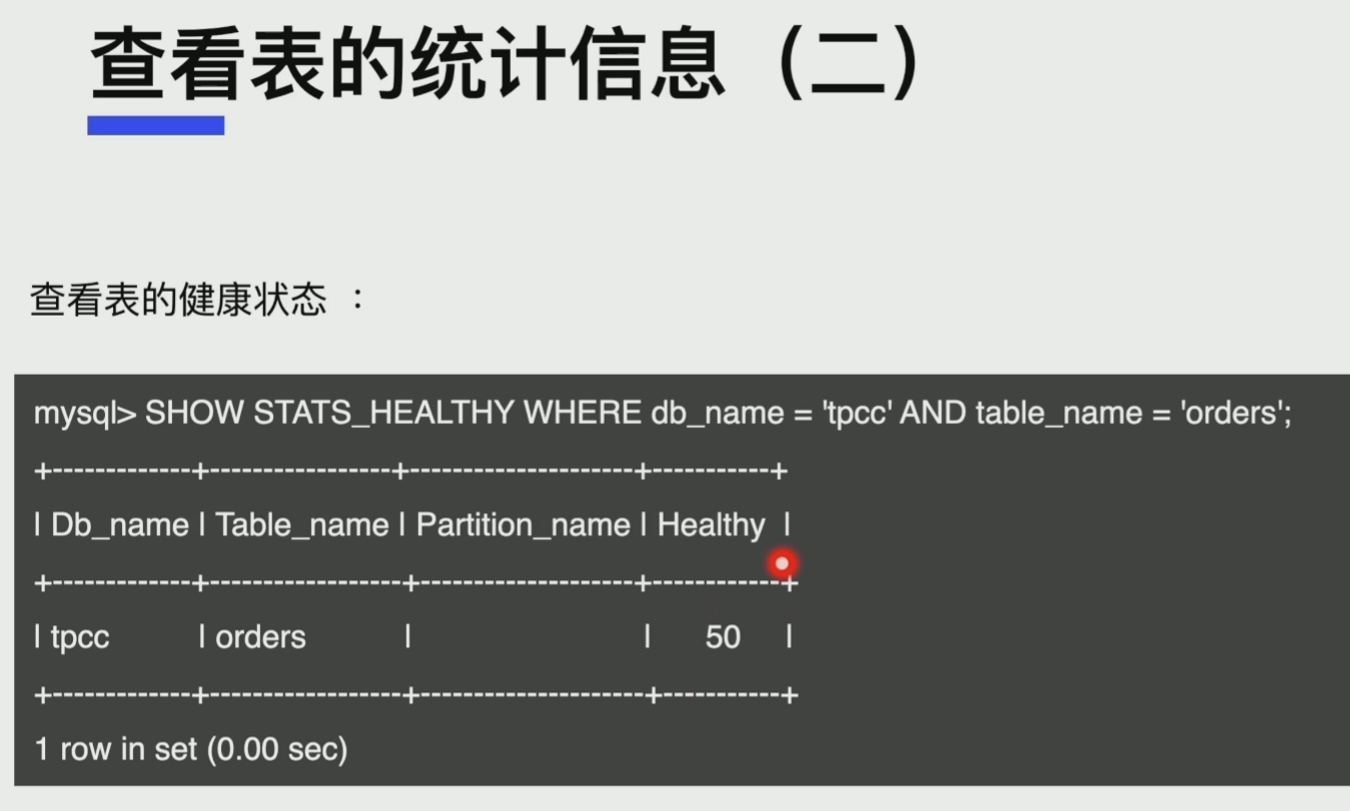 查看表的统计信息（二）
查看表的健康状态 ：
mysql> SHOW STATS_HEALTHY WHERE db_name = 'tpcc' AND table_name = 'orders';
+-------------+-----------------+---------------------+-----------+
| Db_name | Table_name | Partition_name | Healthy |
+-------------+------------------+---------------------+------------+
| tpcc | orders | | 50 |
+-------------+------------------+----------------------+-----------+
1 row in set (0.00 sec)